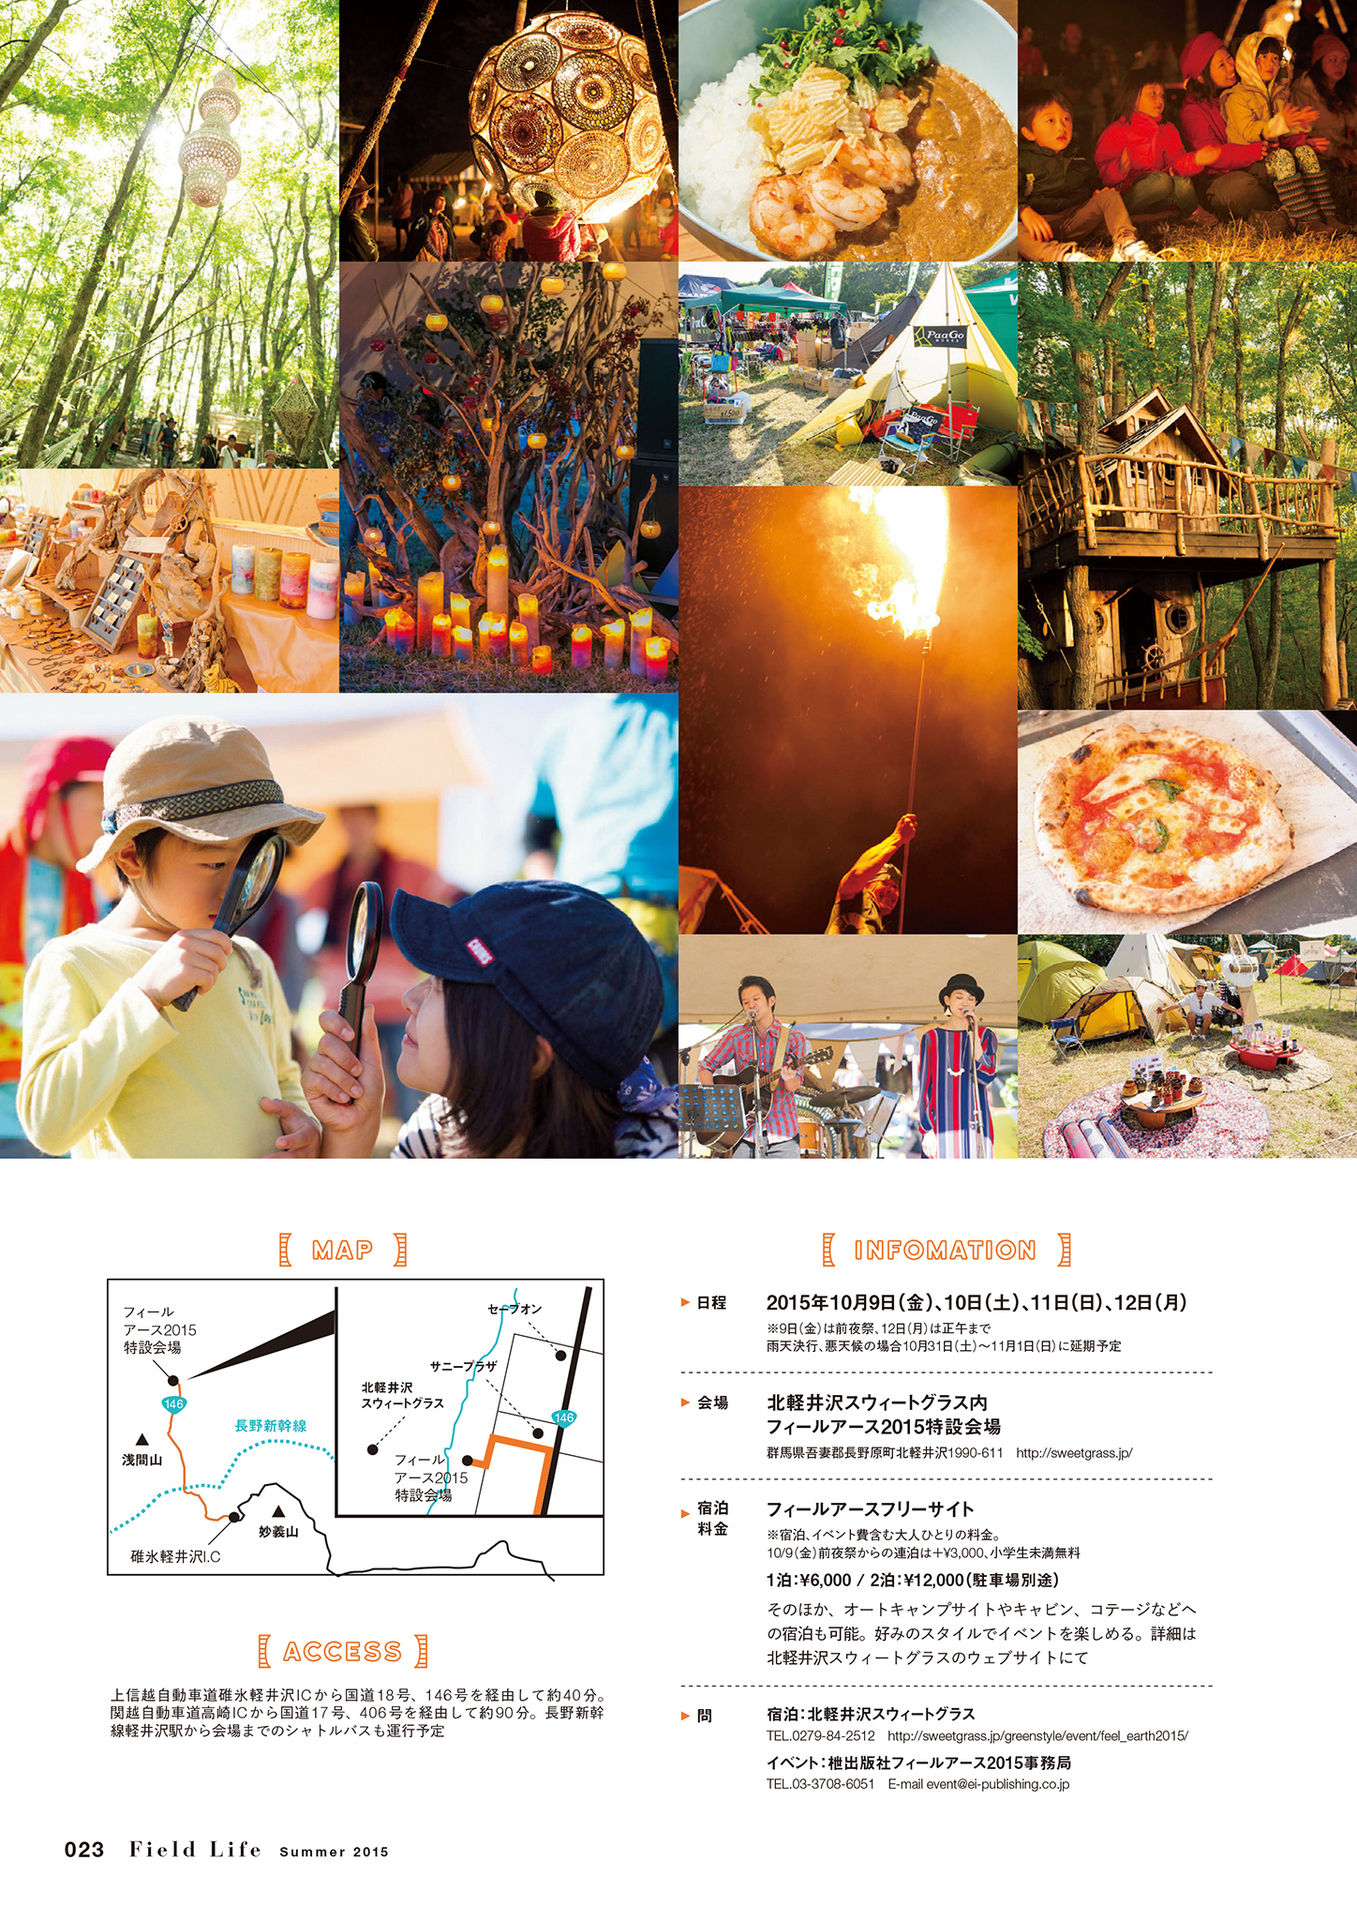 PaaGo
PaaGo
¥1500
CHUMS
MAP
フィール
アース2015
特設会場
146
長野新幹線
浅間山
妙義山
碓氷軽井沢I.C
セーブオン
サニープラザ
北軽井沢
スウィートグラス
146
フィール
アース2015
特設会場
ACCESS
上信越自動車道碓氷軽井沢ICから国道18号、146号を経由して約40分。
関越自動車道高崎ICから国道17号、406号を経由して約90分。長野新幹
線軽井沢駅から会場までのシャトルバスも運行予定
INFOMATION
日程
2015年10月9日(金)、10日(土)、11日(日)、12日(月)
※9日(金)は前夜祭、12日(月)は正午まで
雨天決行、悪天候の場合10月31日(土)〜11月1日(日)に延期予定
会場
北軽井沢スウィートグラス内
フィールアース2015特設会場
群馬県吾妻郡長野原町北軽井沢1990-611 http://sweetgrass.jp/
宿泊
料金
フィールアースフリーサイト
※宿泊、イベント費含む大人ひとりの料金。
10/9(金)前夜祭からの連泊は+¥3,000、小学生未満無料
1泊:¥6,000 / 2泊:¥12,000(駐車場別途)
そのほか、オートキャンプサイトやキャビン、コテージなどへ
の宿泊も可能。好みのスタイルでイベントを楽しめる。詳細は
北軽井沢スウィートグラスのウェブサイトにて
問
宿泊:北軽井沢スウィートグラス
TEL.0279-84-2512 http://sweetgrass.jp/greenstyle/event/feel_earth2015/
イベント:枻出版社フィールアース2015事務局
TEL.03-3708-6051 E-mail event@ei-publishing.co.jp
023 Field Life Summer 2015